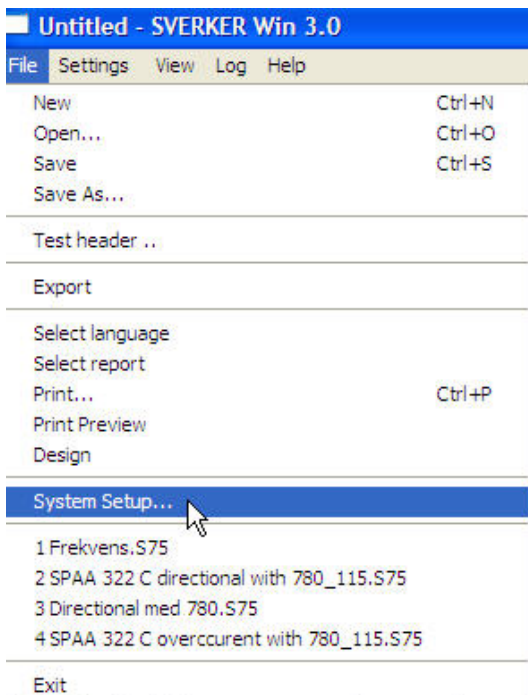 Untitled - SVERKER Win 3.0
File Settings View Log Help
New Ctrl+N
Open... Ctrl+O
Save Ctrl+S
Save As...
Test header ..
Export
Select language
Select report
Print... Ctrl+P
Print Preview
Design
System Setup...
1 Frekvens.S75
2 SPAA 322 C directional with 780_115.S75
3 Directional med 780.S75
4 SPAA 322 C overccurent with 780_115.S75
Exit